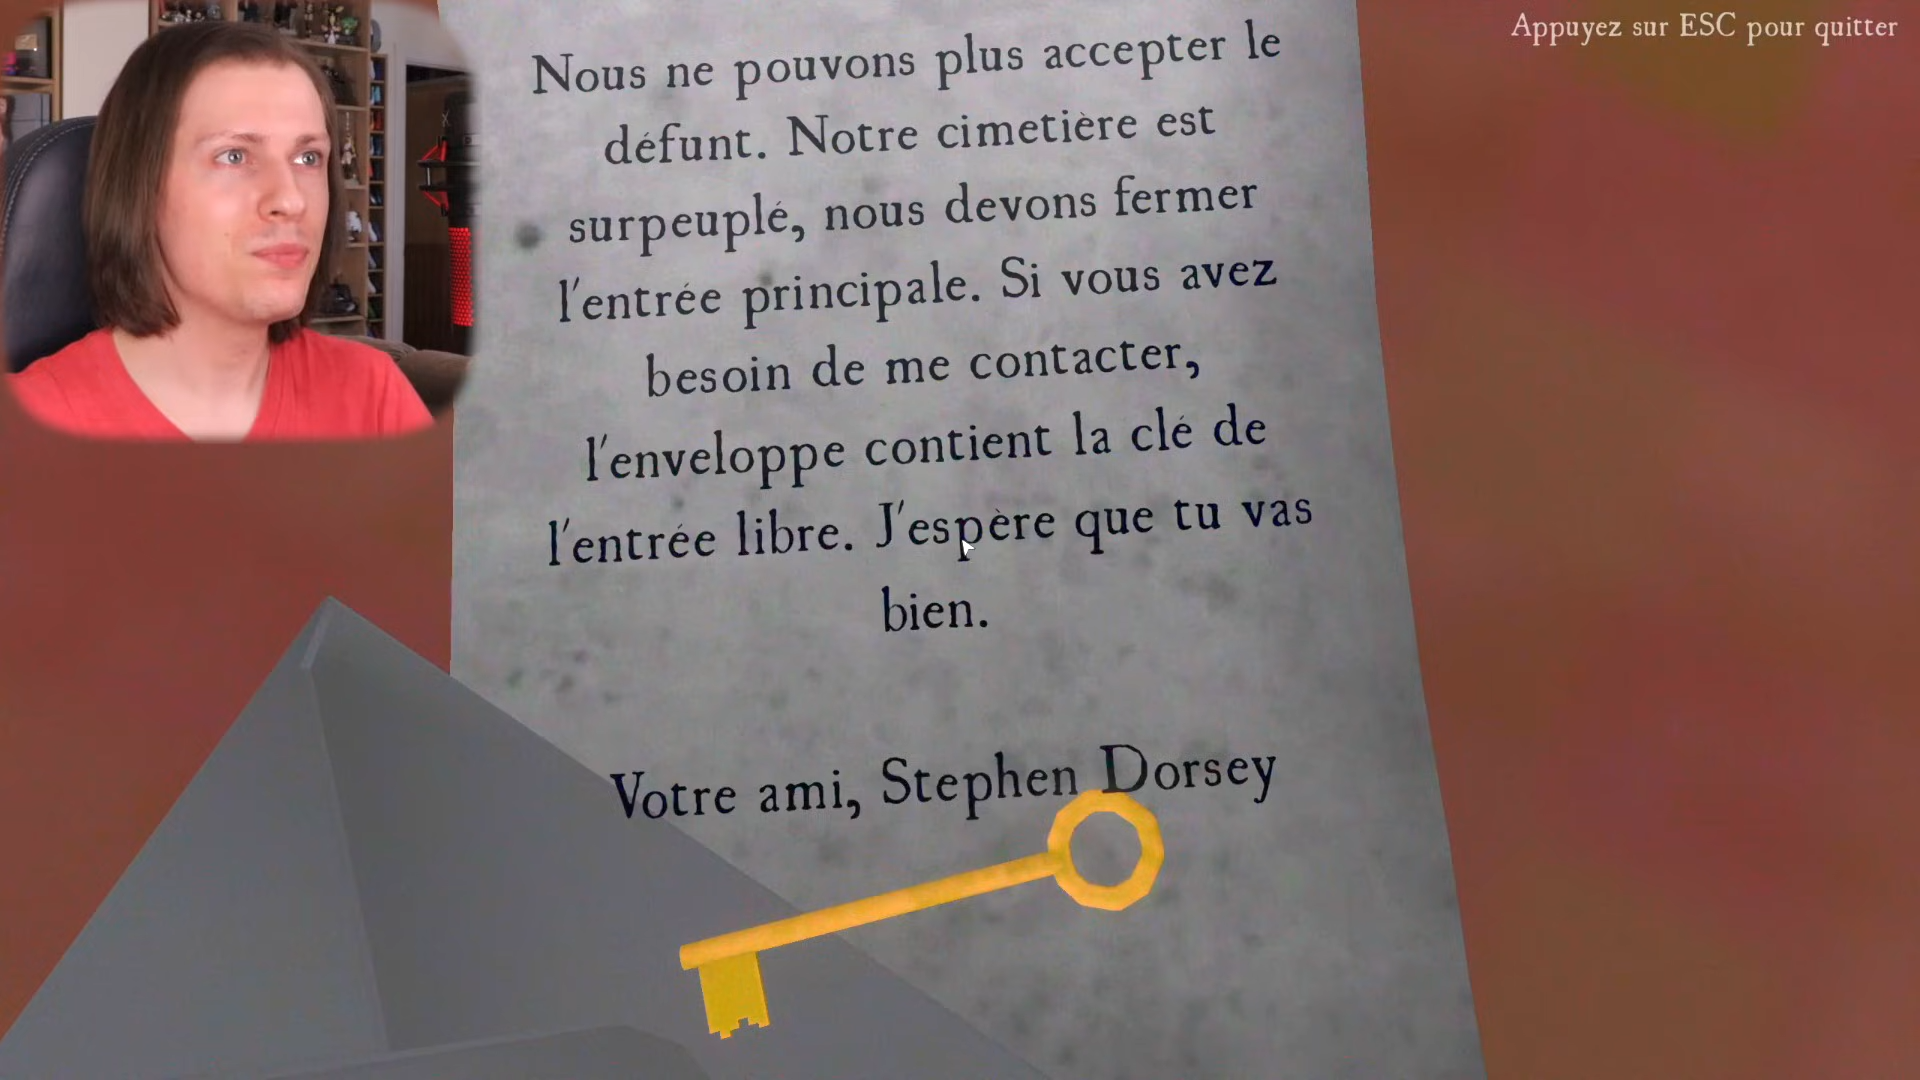 Appuyez sur ESC pour quitter
Nous ne pouvons plus accepter le
défunt. Notre cimetière est
surpeuplé, nous devons fermer
l'entrée principale. Si vous avez
besoin de me contacter,
l'enveloppe contient la clé de
l'entrée libre. J'espère que tu vas
bien.
Votre ami, Stephen Dorsey